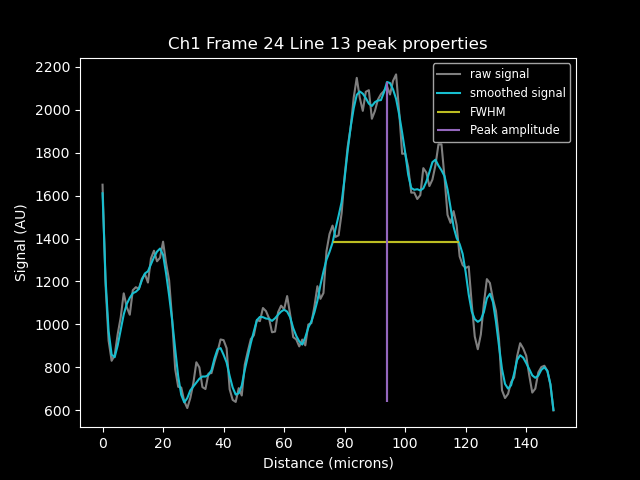 Ch1 Frame 24 Line 13 peak properties
2200
2000
1800
1600
1400
1200
1000
800
600
Signal (AU)
raw signal
smoothed signal
FWHM
Peak amplitude
0 20 40 60 80 100 120 140
Distance (microns)